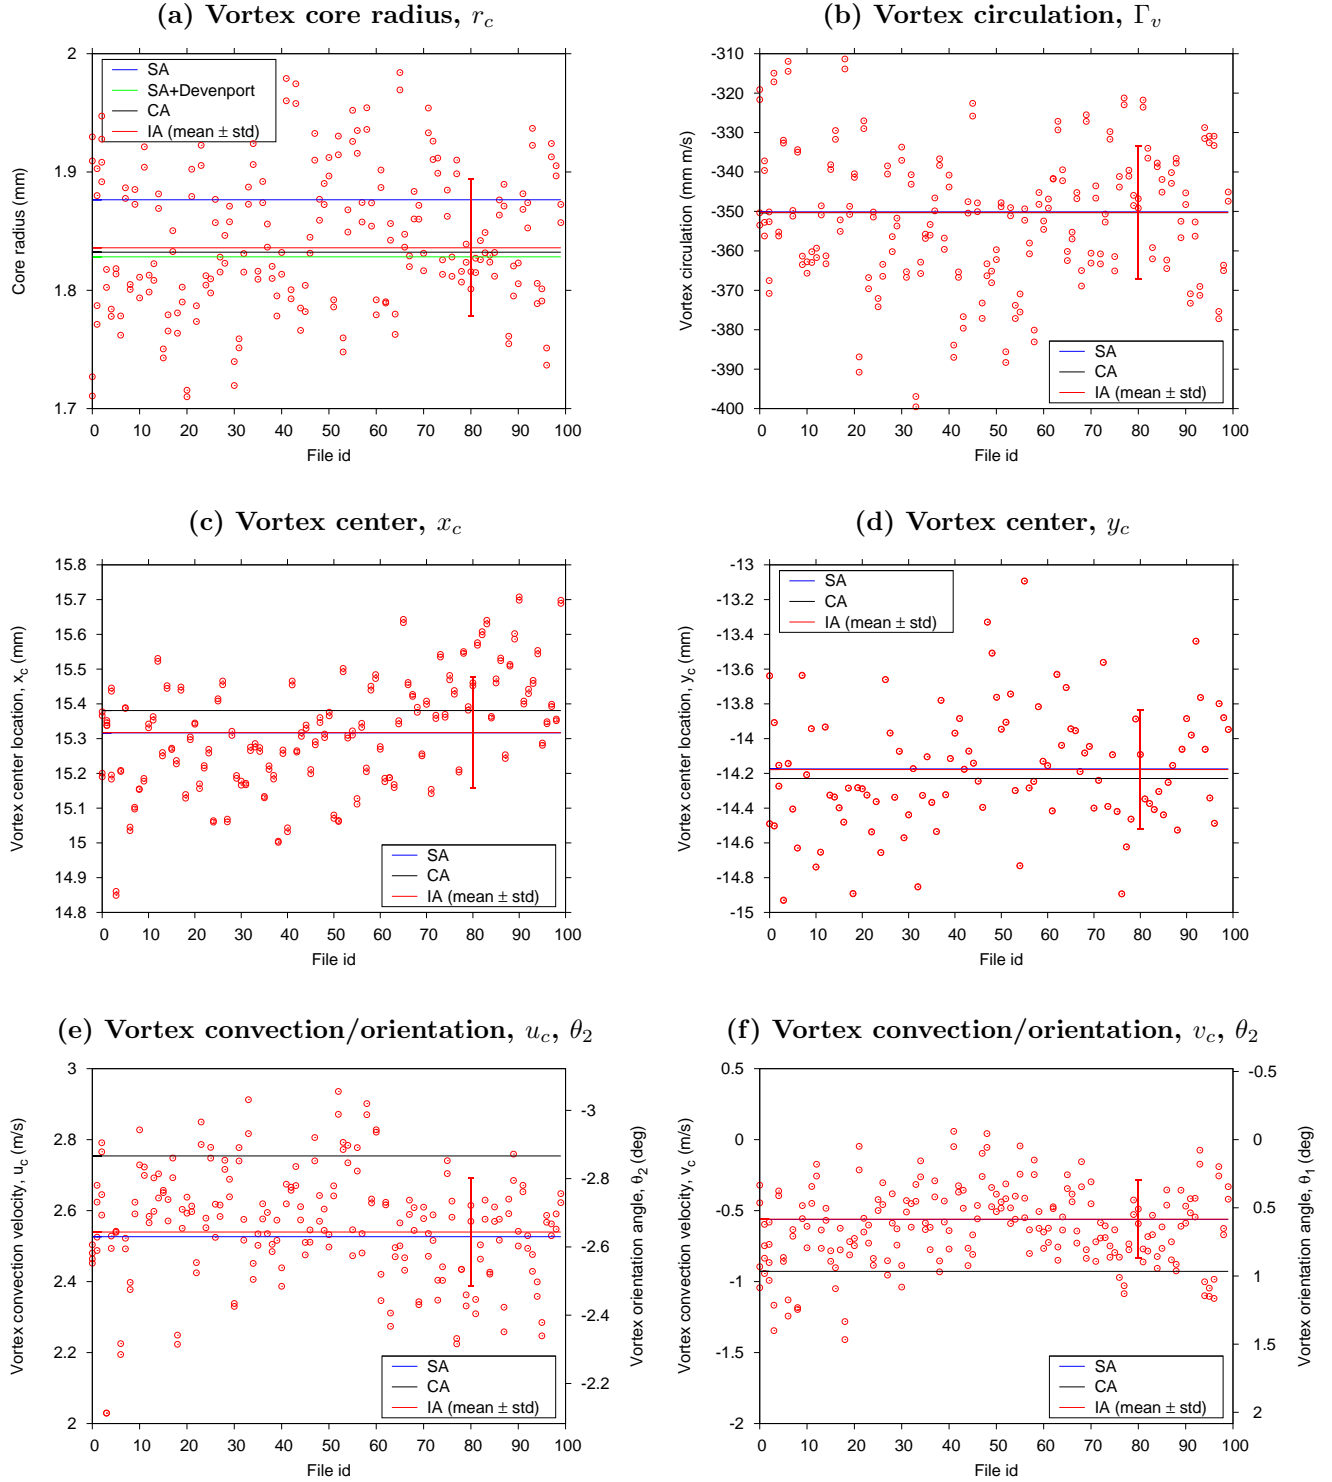 (a) Vortex core radius, r_c
2
1.9
1.8
1.7
Core radius (mm)
SA
SA+Devenport
CA
IA (mean ± std)
0 10 20 30 40 50 60 70 80 90 100
File id
(b) Vortex circulation, Γ_v
-310
-320
-330
-340
-350
-360
-370
-380
-390
-400
Vortex circulation (mm m/s)
SA
CA
IA (mean ± std)
0 10 20 30 40 50 60 70 80 90 100
File id
(c) Vortex center, x_c
15.8
15.7
15.6
15.5
15.4
15.3
15.2
15.1
15
14.9
14.8
Vortex center location, x_c (mm)
SA
CA
IA (mean ± std)
0 10 20 30 40 50 60 70 80 90 100
File id
(d) Vortex center, y_c
-13
-13.2
-13.4
-13.6
-13.8
-14
-14.2
-14.4
-14.6
-14.8
-15
Vortex center location, y_c (mm)
SA
CA
IA (mean ± std)
0 10 20 30 40 50 60 70 80 90 100
File id
(e) Vortex convection/orientation, u_c, θ_2
3
2.8
2.6
2.4
2.2
2
Vortex convection velocity, u_c (m/s)
-3
-2.8
-2.6
-2.4
-2.2
Vortex orientation angle, θ_2 (deg)
SA
CA
IA (mean ± std)
0 10 20 30 40 50 60 70 80 90 100
File id
(f) Vortex convection/orientation, v_c, θ_2
0.5
0
-0.5
-1
-1.5
-2
Vortex convection velocity, v_c (m/s)
-0.5
0
0.5
1
1.5
2
Vortex orientation angle, θ_1 (deg)
SA
CA
IA (mean ± std)
0 10 20 30 40 50 60 70 80 90 100
File id